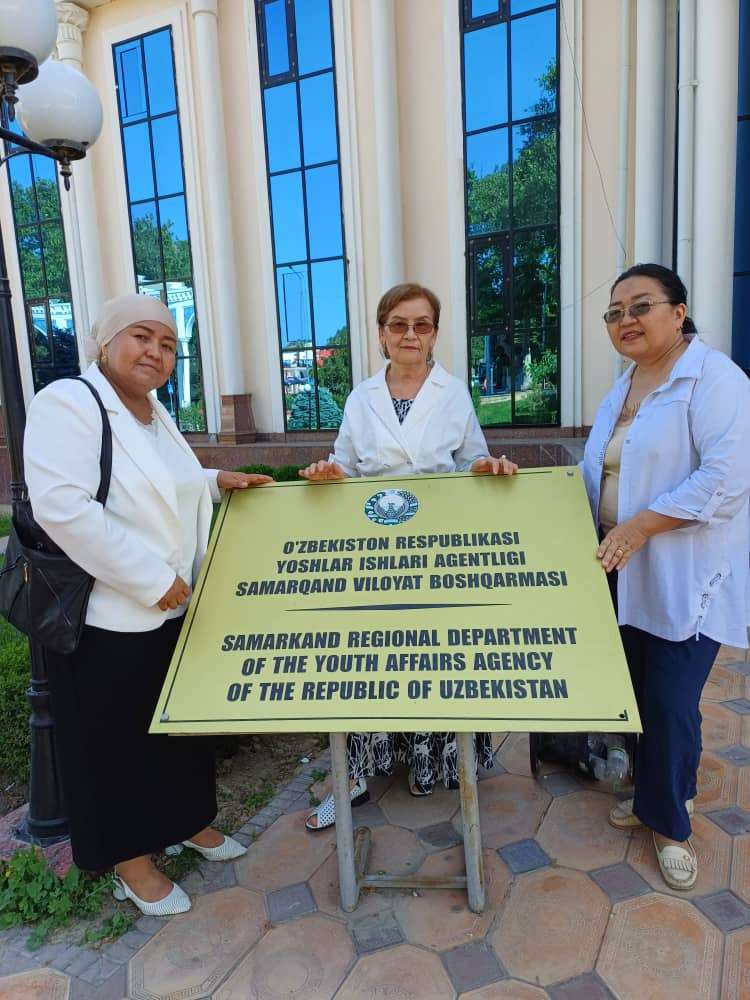 O'ZBEKISTON RESPUBLIKASI
YOSHLAR ISHLARI AGENTLIGI
SAMARQAND VILOYAT BOSHQARMASI
SAMARKAND REGIONAL DEPARTMENT
OF THE YOUTH AFFAIRS AGENCY
OF THE REPUBLIC OF UZBEKISTAN